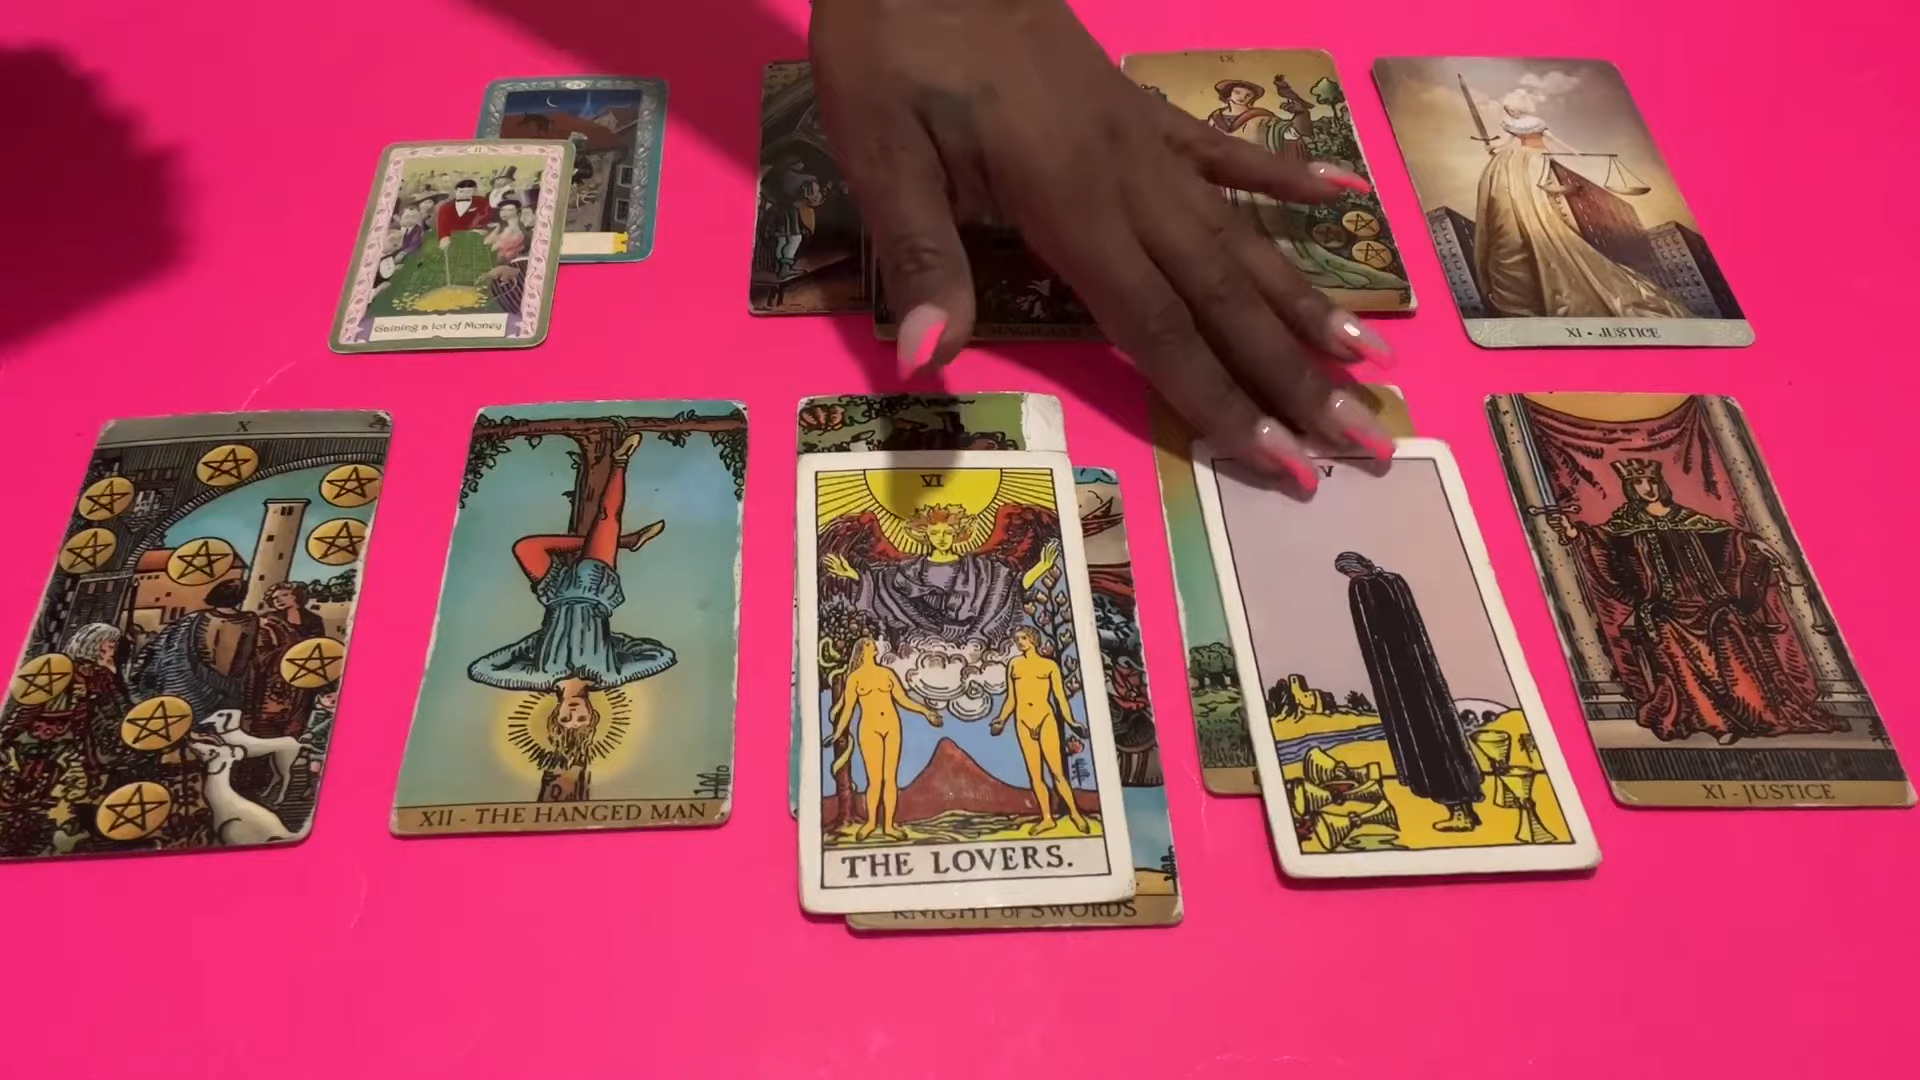 IX
II
Gaining a lot of Money
XI • JUSTICE
X
XII - THE HANGED MAN
VI
THE LOVERS.
KNIGHT OF SWORDS
V
XI - JUSTICE